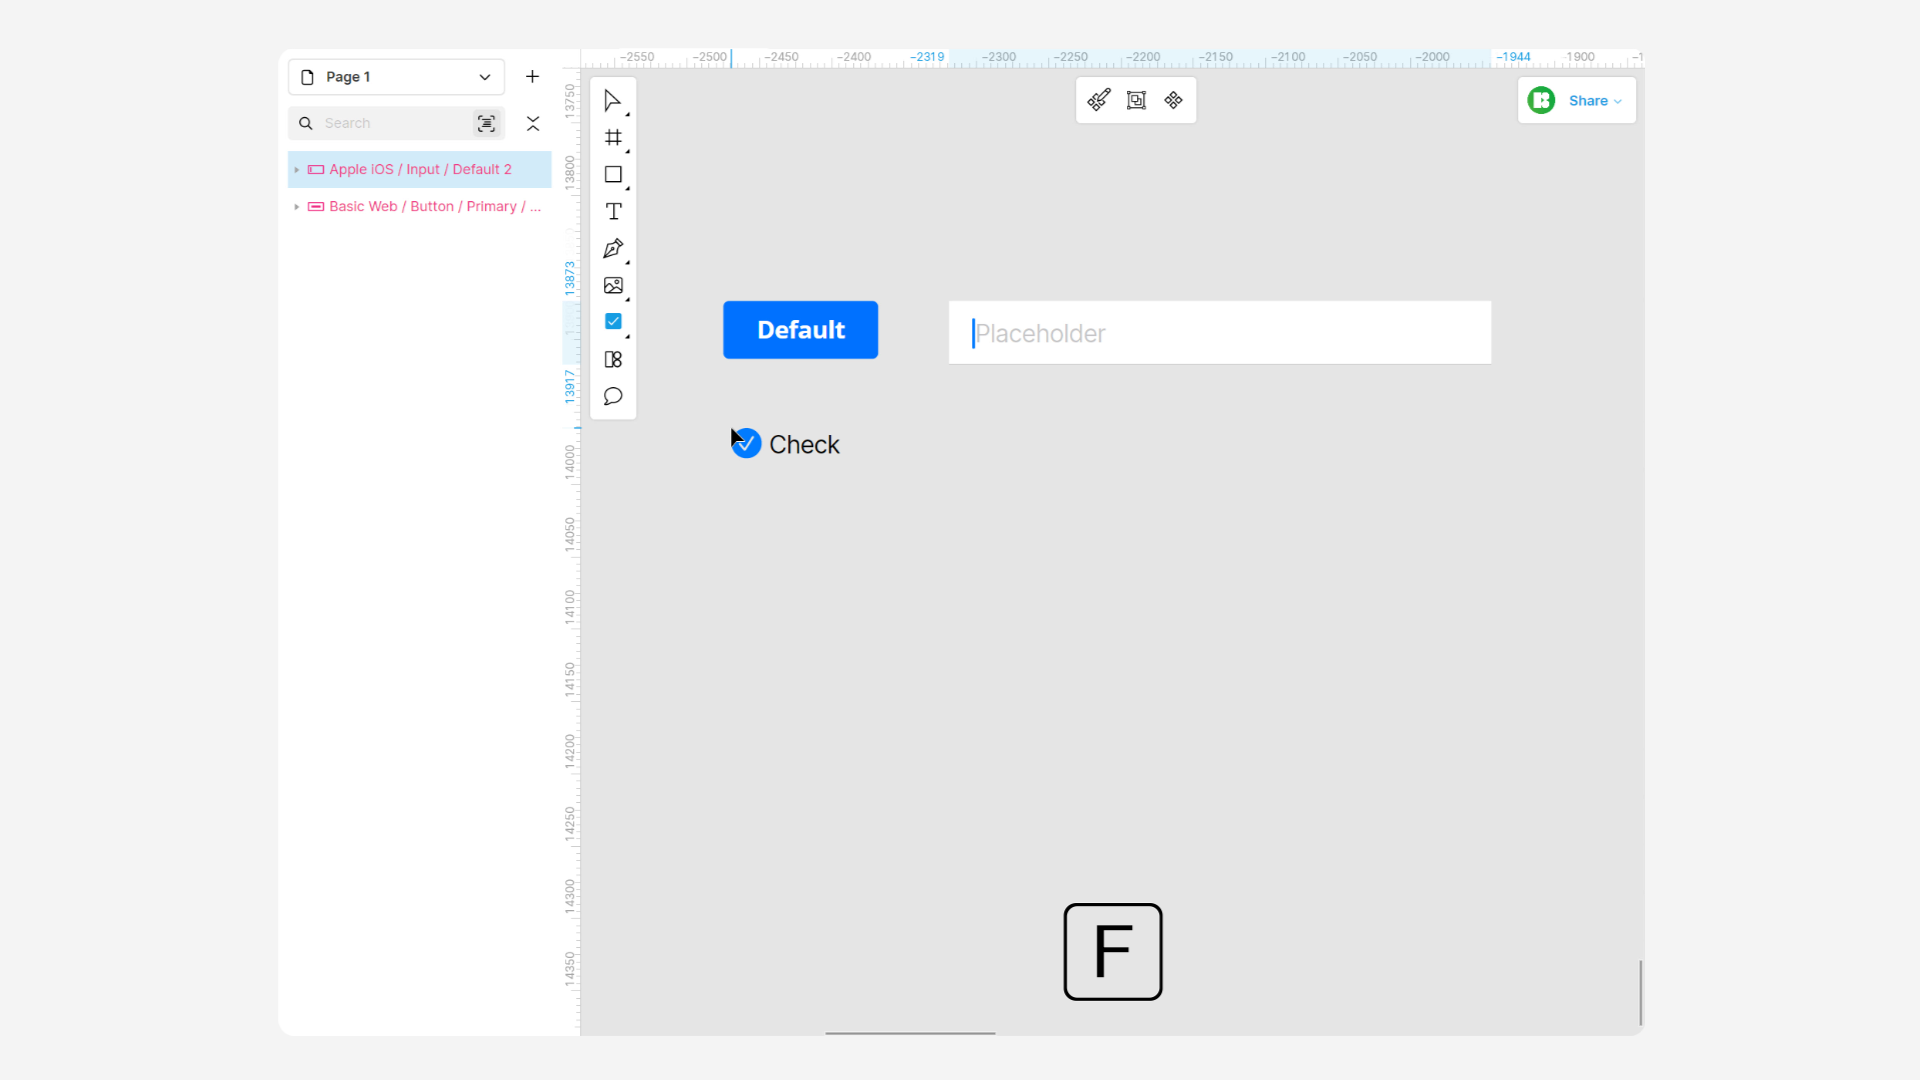 Page 1
Search
Apple iOS / Input / Default 2
Basic Web / Button / Primary / ...
-2550 -2500 -2450 -2400 -2319 -2300 -2250 -2200 -2150 -2100 -2050 -2000 -1944 -1900
13750
13800
13873
13917
14000
14050
14100
14150
14200
14250
14300
14350
Share
Default
Placeholder
Check
F